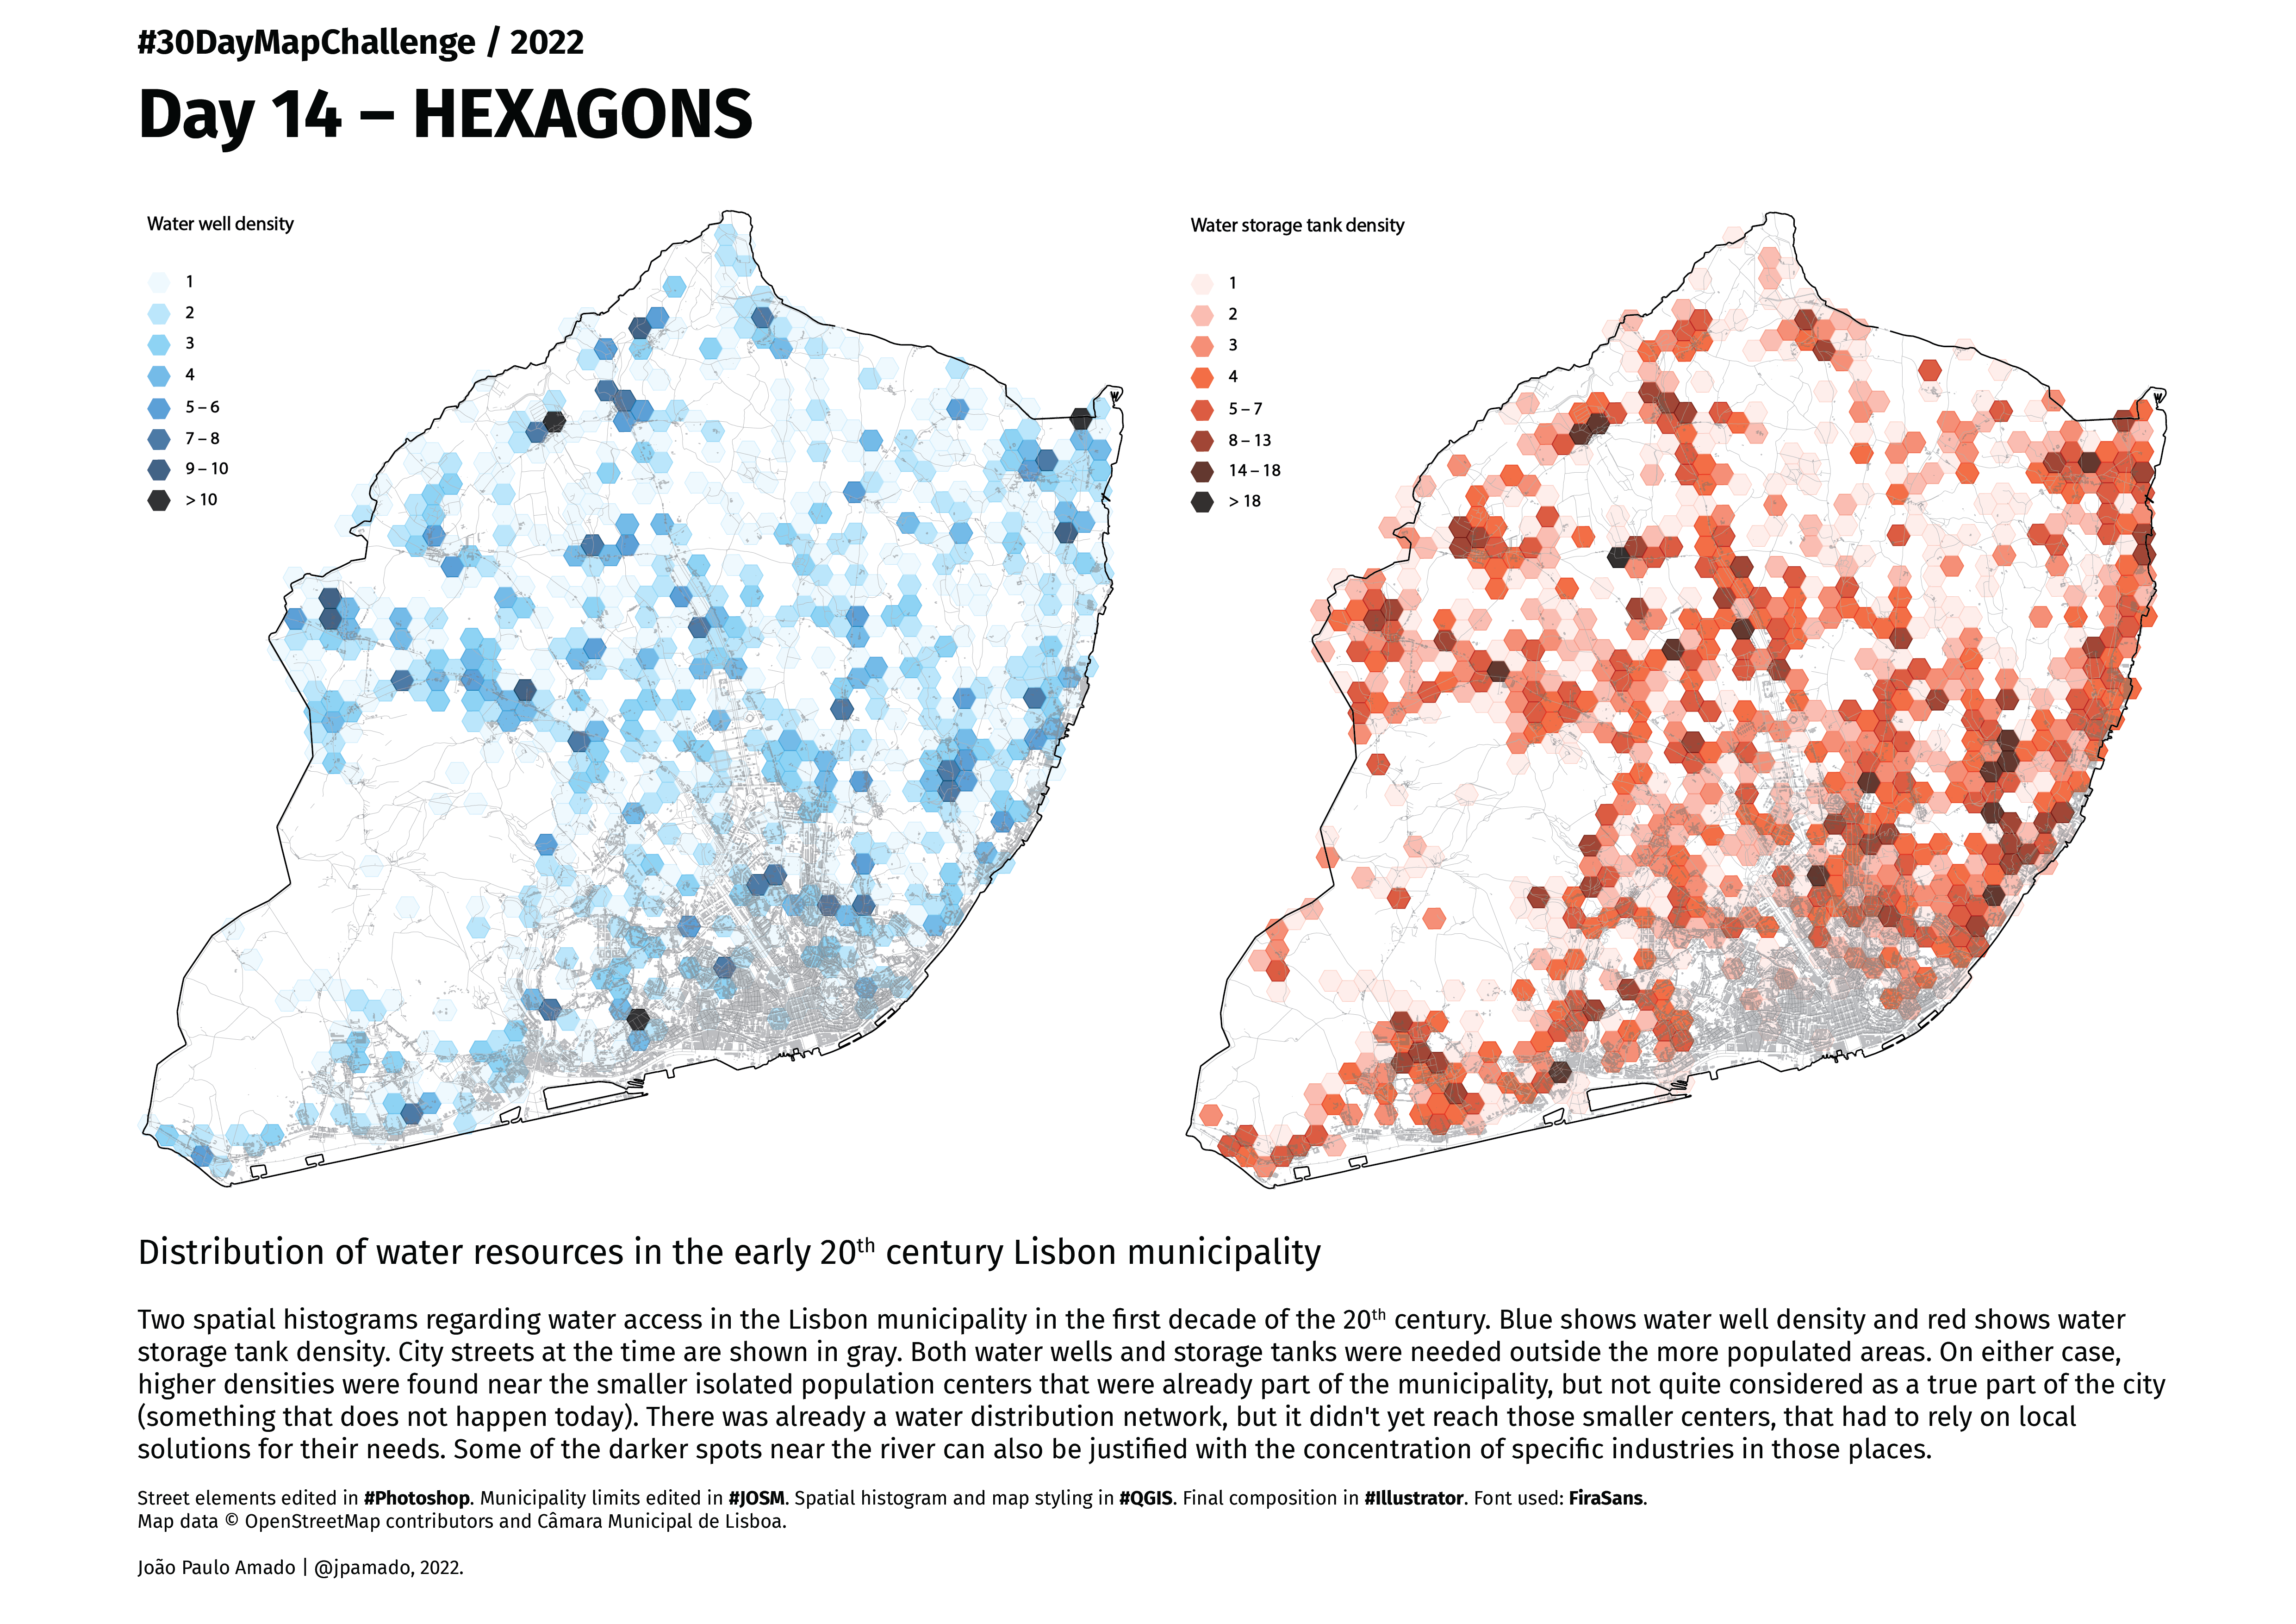 #30DayMapChallenge / 2022
Day 14 – HEXAGONS
Water well density
1
2
3
4
5 – 6
7 – 8
9 – 10
> 10
Water storage tank density
1
2
3
4
5 – 7
8 – 13
14 – 18
> 18
Distribution of water resources in the early 20th century Lisbon municipality
Two spatial histograms regarding water access in the Lisbon municipality in the first decade of the 20th century. Blue shows water well density and red shows water
storage tank density. City streets at the time are shown in gray. Both water wells and storage tanks were needed outside the more populated areas. On either case,
higher densities were found near the smaller isolated population centers that were already part of the municipality, but not quite considered as a true part of the city
(something that does not happen today). There was already a water distribution network, but it didn't yet reach those smaller centers, that had to rely on local
solutions for their needs. Some of the darker spots near the river can also be justified with the concentration of specific industries in those places.
Street elements edited in #Photoshop. Municipality limits edited in #JOSM. Spatial histogram and map styling in #QGIS. Final composition in #Illustrator. Font used: FiraSans.
Map data © OpenStreetMap contributors and Câmara Municipal de Lisboa.
João Paulo Amado | @jpamado, 2022.